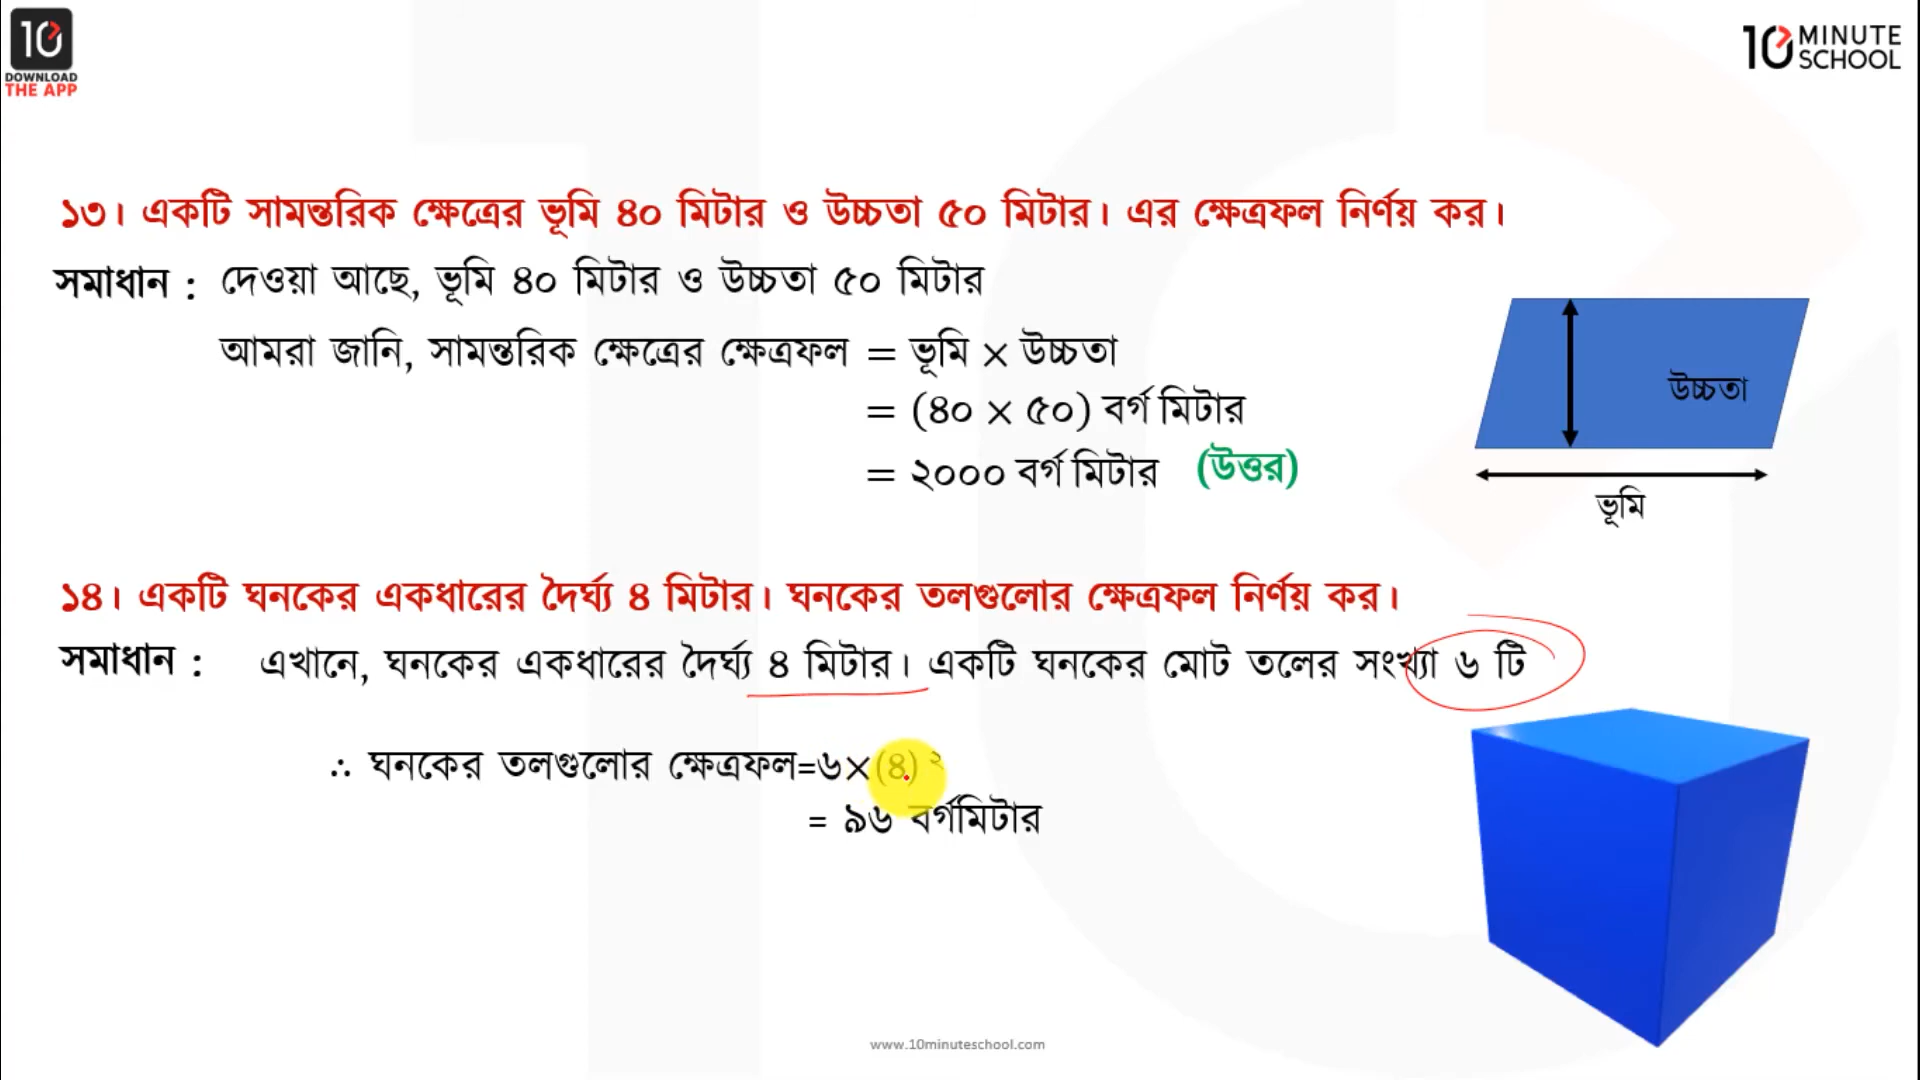 10
DOWNLOAD
THE APP
10 MINUTE
SCHOOL
১৩। একটি সামন্তরিক ক্ষেত্রের ভূমি ৪০ মিটার ও উচ্চতা ৫০ মিটার। এর ক্ষেত্রফল নির্ণয় কর।
সমাধান : দেওয়া আছে, ভূমি ৪০ মিটার ও উচ্চতা ৫০ মিটার
আমরা জানি, সামন্তরিক ক্ষেত্রের ক্ষেত্রফল = ভূমি × উচ্চতা
= (৪০ × ৫০) বর্গ মিটার
= ২০০০ বর্গ মিটার (উত্তর)
উচ্চতা
ভূমি
১৪। একটি ঘনকের একধারের দৈর্ঘ্য ৪ মিটার। ঘনকের তলগুলোর ক্ষেত্রফল নির্ণয় কর।
সমাধান : এখানে, ঘনকের একধারের দৈর্ঘ্য ৪ মিটার। একটি ঘনকের মোট তলের সংখ্যা ৬ টি
∴ ঘনকের তলগুলোর ক্ষেত্রফল=৬×(৪)²
= ৯৬ বর্গমিটার
www.10minuteschool.com